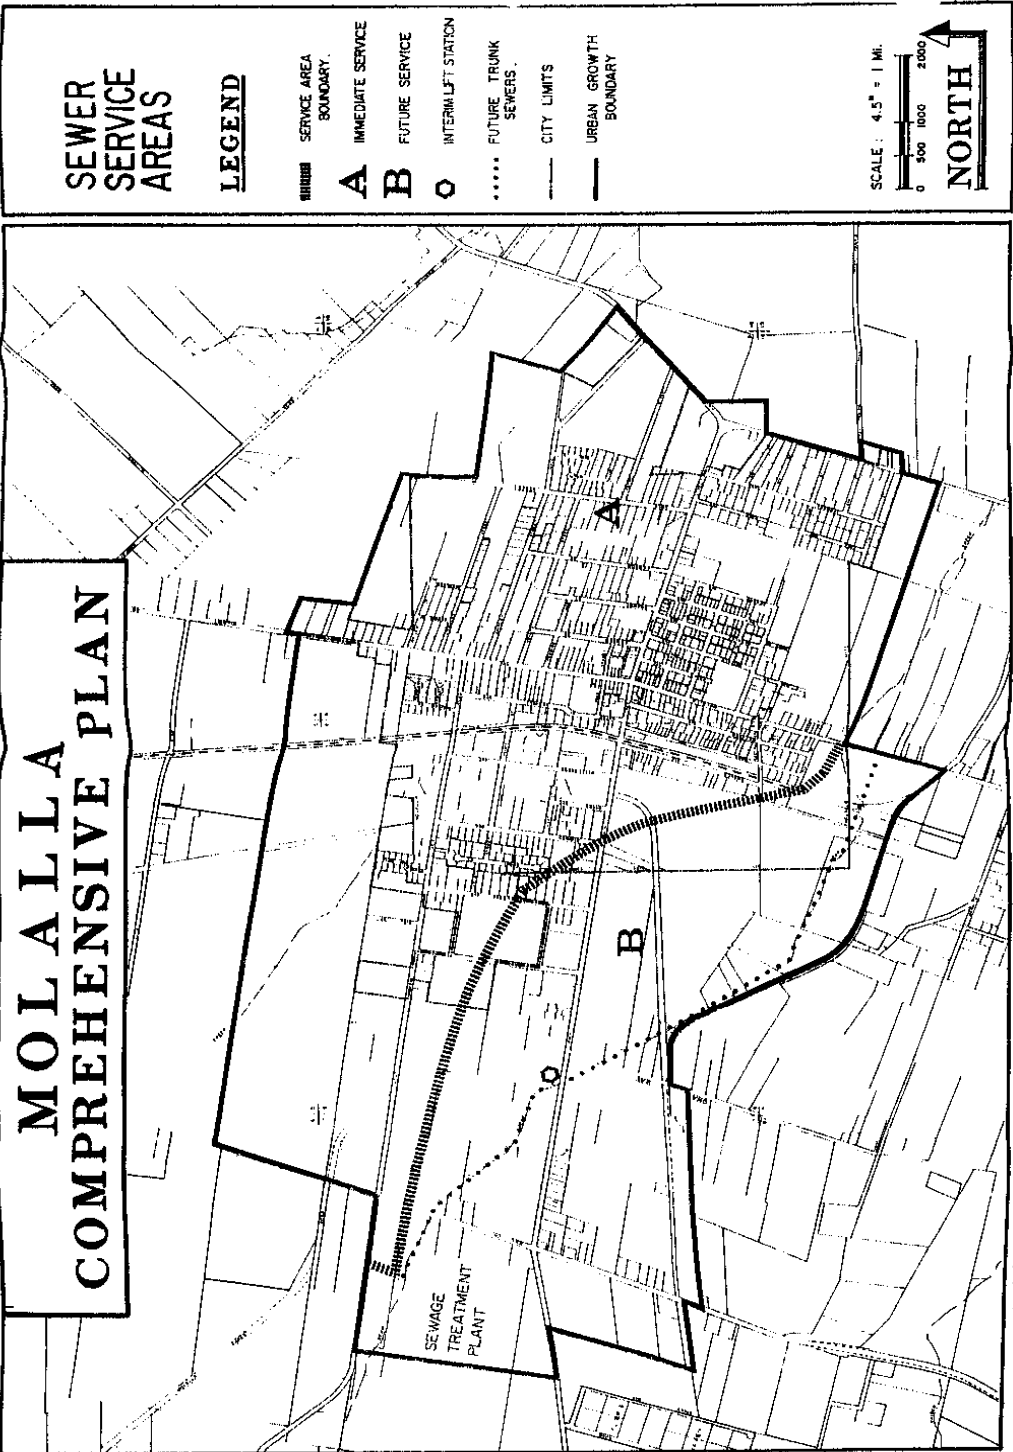 MOLALLA
COMPREHENSIVE PLAN
SEWER
SERVICE
AREAS
LEGEND
SERVICE AREA
BOUNDARY.
A IMMEDIATE SERVICE
B FUTURE SERVICE
INTERIM LIFT STATION
FUTURE TRUNK
SEWERS.
CITY LIMITS
URBAN GROWTH
BOUNDARY
SCALE : 4.5" = 1 MI.
0 500 1000 2000
NORTH
A
B
SEWAGE
TREATMENT
PLANT